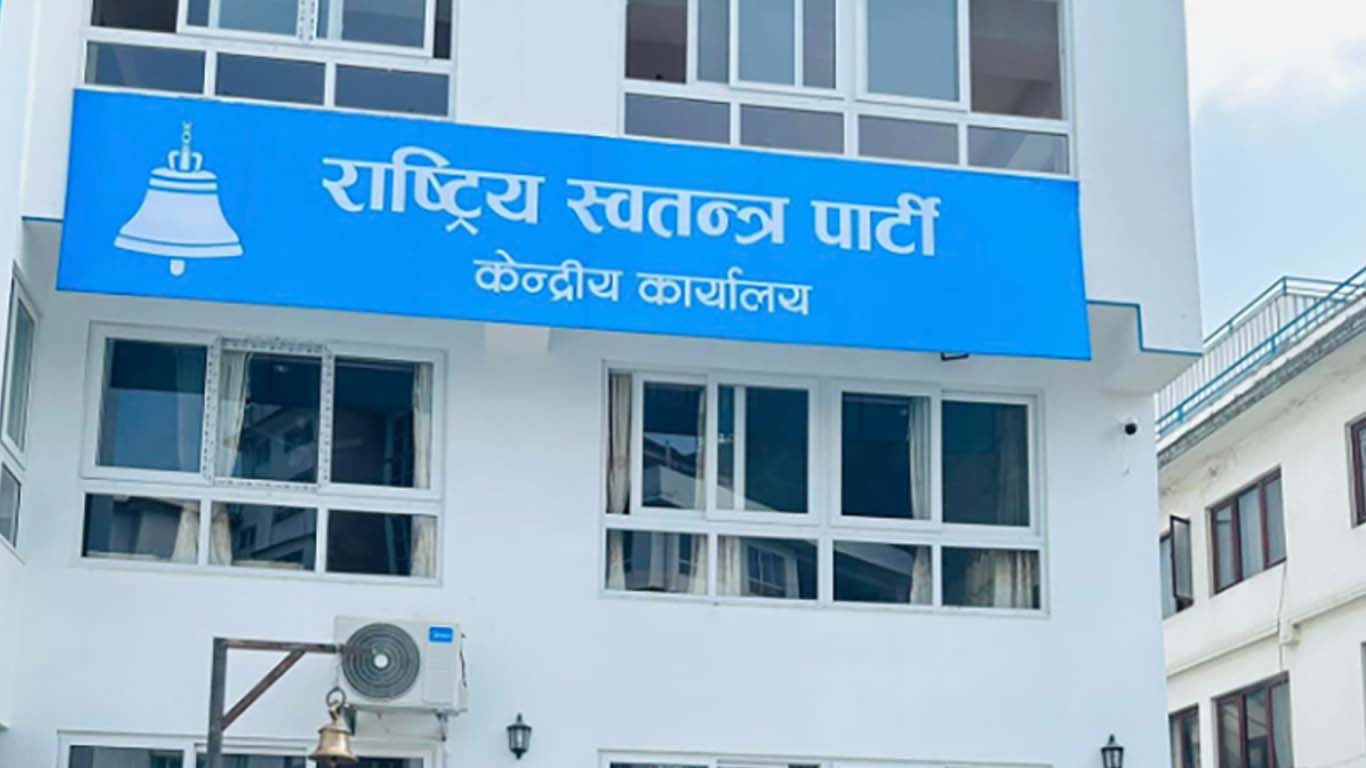 राष्ट्रिय स्वतन्त्र पार्टी
केन्द्रीय कार्यालय